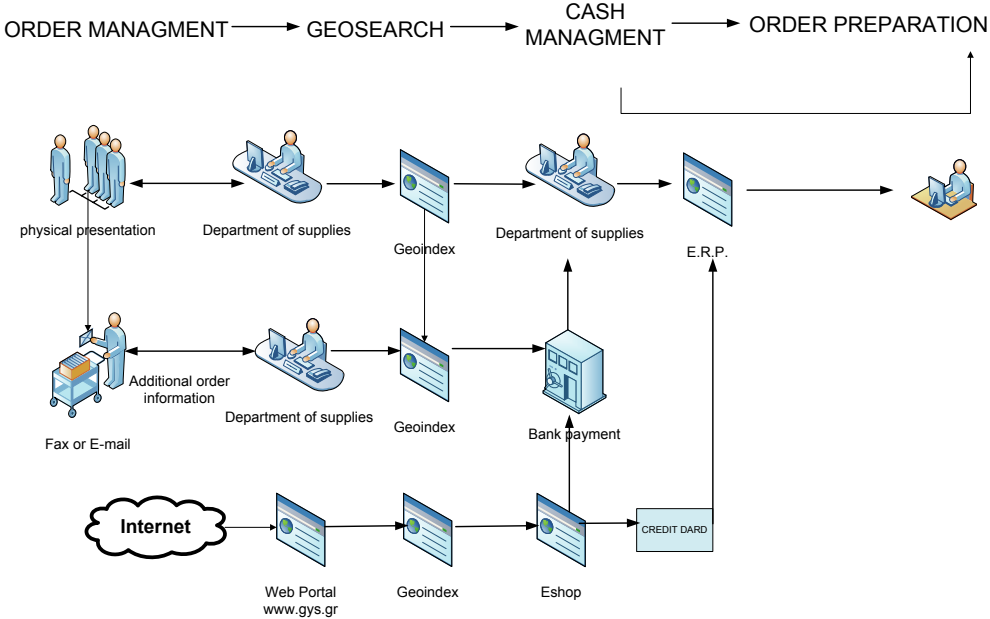 ORDER MANAGMENT
GEOSEARCH
CASH
MANAGMENT
ORDER PREPARATION
physical presentation
Department of supplies
Geoindex
Department of supplies
E.R.P.
Additional order
information
Fax or E-mail
Department of supplies
Geoindex
Bank payment
Internet
CREDIT DARD
Web Portal
www.gys.gr
Geoindex
Eshop